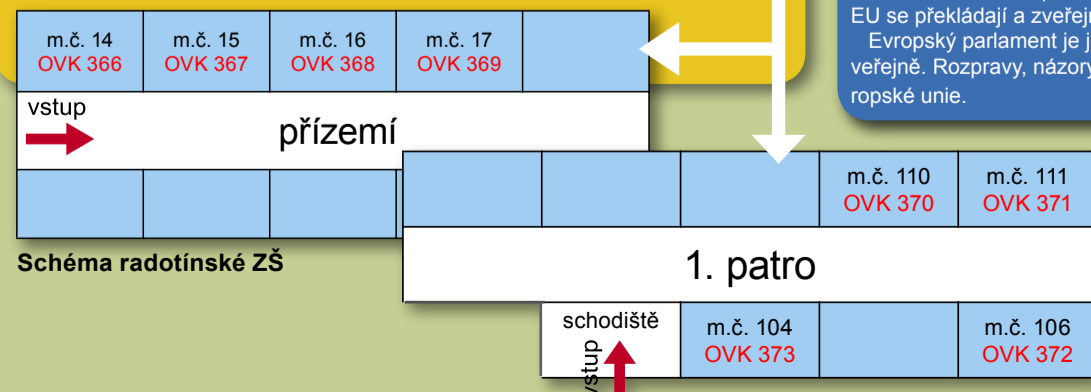 EU se překládají a zveřejn
Evropský parlament je j
veřejně. Rozpravy, názory
ropské unie.
m.č. 14
OVK 366
m.č. 15
OVK 367
m.č. 16
OVK 368
m.č. 17
OVK 369
vstup
přízemí
Schéma radotínské ZŠ
m.č. 110
OVK 370
m.č. 111
OVK 371
1. patro
schodiště
vstup
m.č. 104
OVK 373
m.č. 106
OVK 372